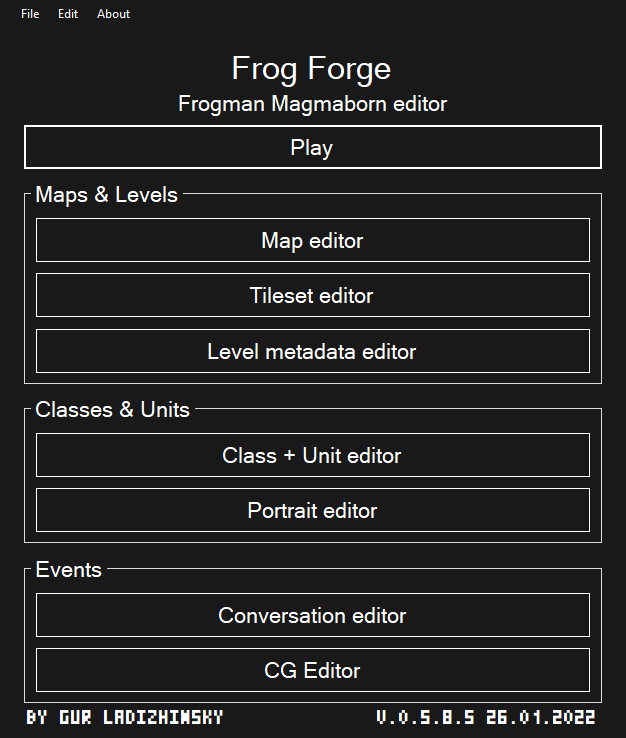 File Edit About
Frog Forge
Frogman Magmaborn editor
Play
Maps & Levels
Map editor
Tileset editor
Level metadata editor
Classes & Units
Class + Unit editor
Portrait editor
Events
Conversation editor
CG Editor
BY GUR LADIZHINSKY V.0.5.8.5 26.01.2022